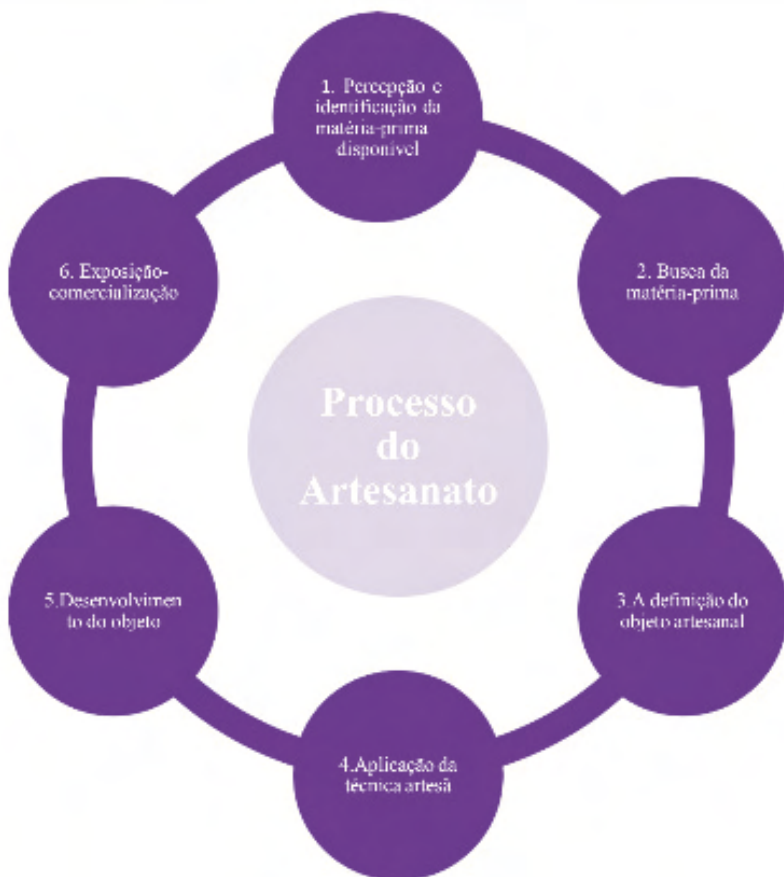 1. Percepção e
identificação da
matéria-prima
disponível
2. Busca da
matéria-prima
3.A definição do
objeto artesanal
4.Aplicação da
técnica artesã
5.Desenvolvimen
to do objeto
6. Exposição-
comercialização
Processo
do
Artesanato